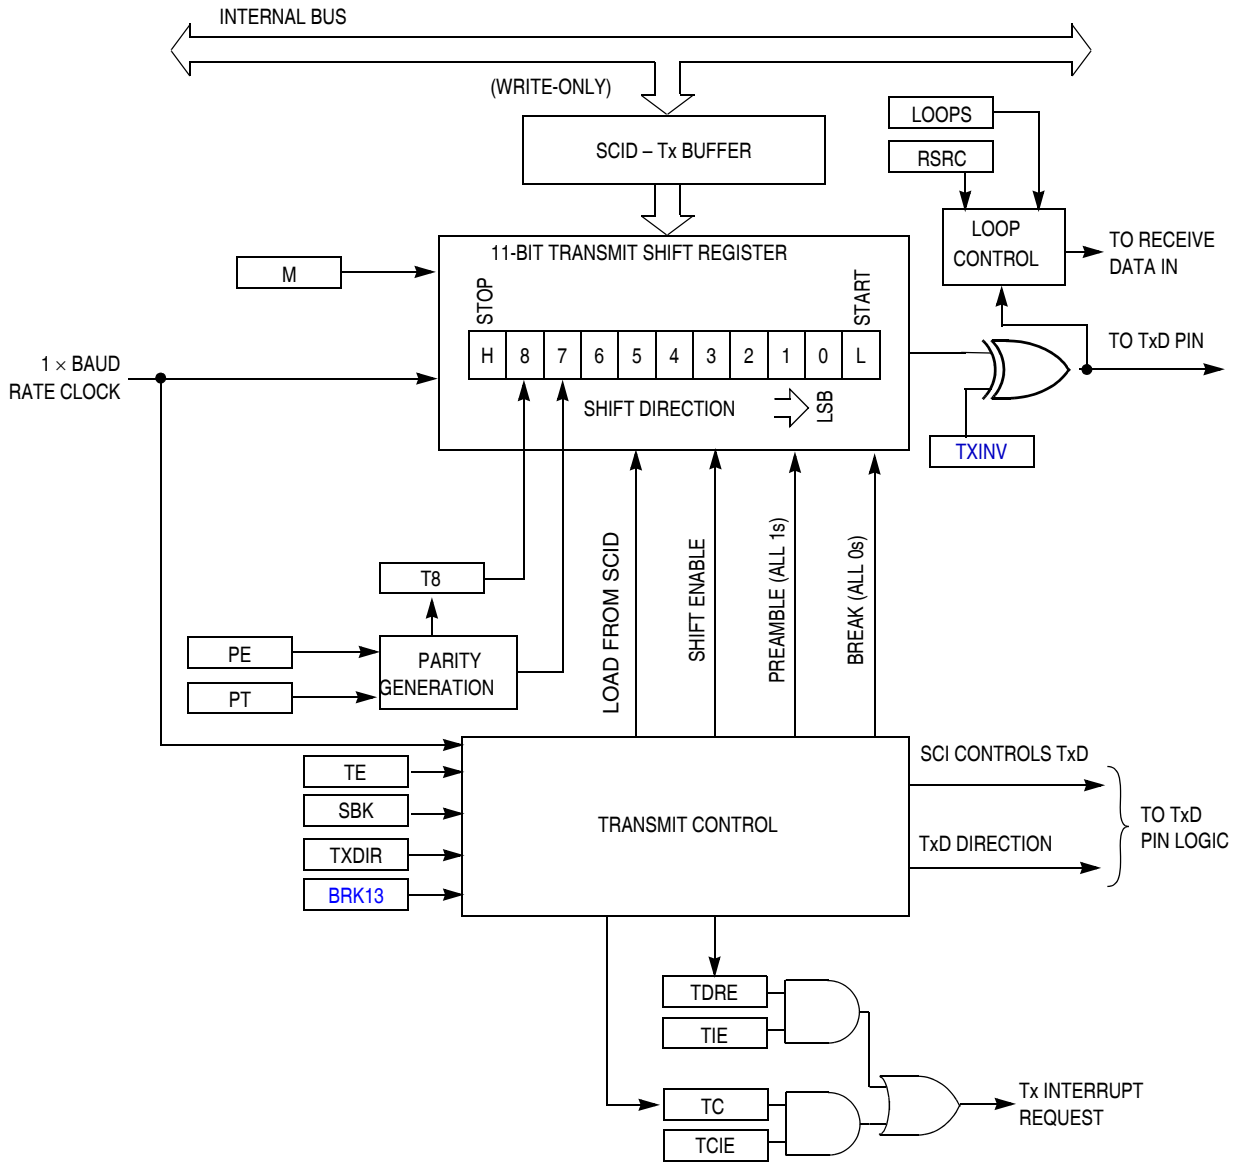 INTERNAL BUS
(WRITE-ONLY)
SCID – Tx BUFFER
LOOPS
RSRC
LOOP
CONTROL
TO RECEIVE
DATA IN
11-BIT TRANSMIT SHIFT REGISTER
M
STOP
START
H 8 7 6 5 4 3 2 1 0 L
1 × BAUD
RATE CLOCK
TO TxD PIN
SHIFT DIRECTION
LSB
TXINV
LOAD FROM SCID
SHIFT ENABLE
PREAMBLE (ALL 1s)
BREAK (ALL 0s)
T8
PE
PT
PARITY
GENERATION
TE
SBK
TXDIR
BRK13
TRANSMIT CONTROL
SCI CONTROLS TxD
TxD DIRECTION
TO TxD
PIN LOGIC
TDRE
TIE
TC
TCIE
Tx INTERRUPT
REQUEST